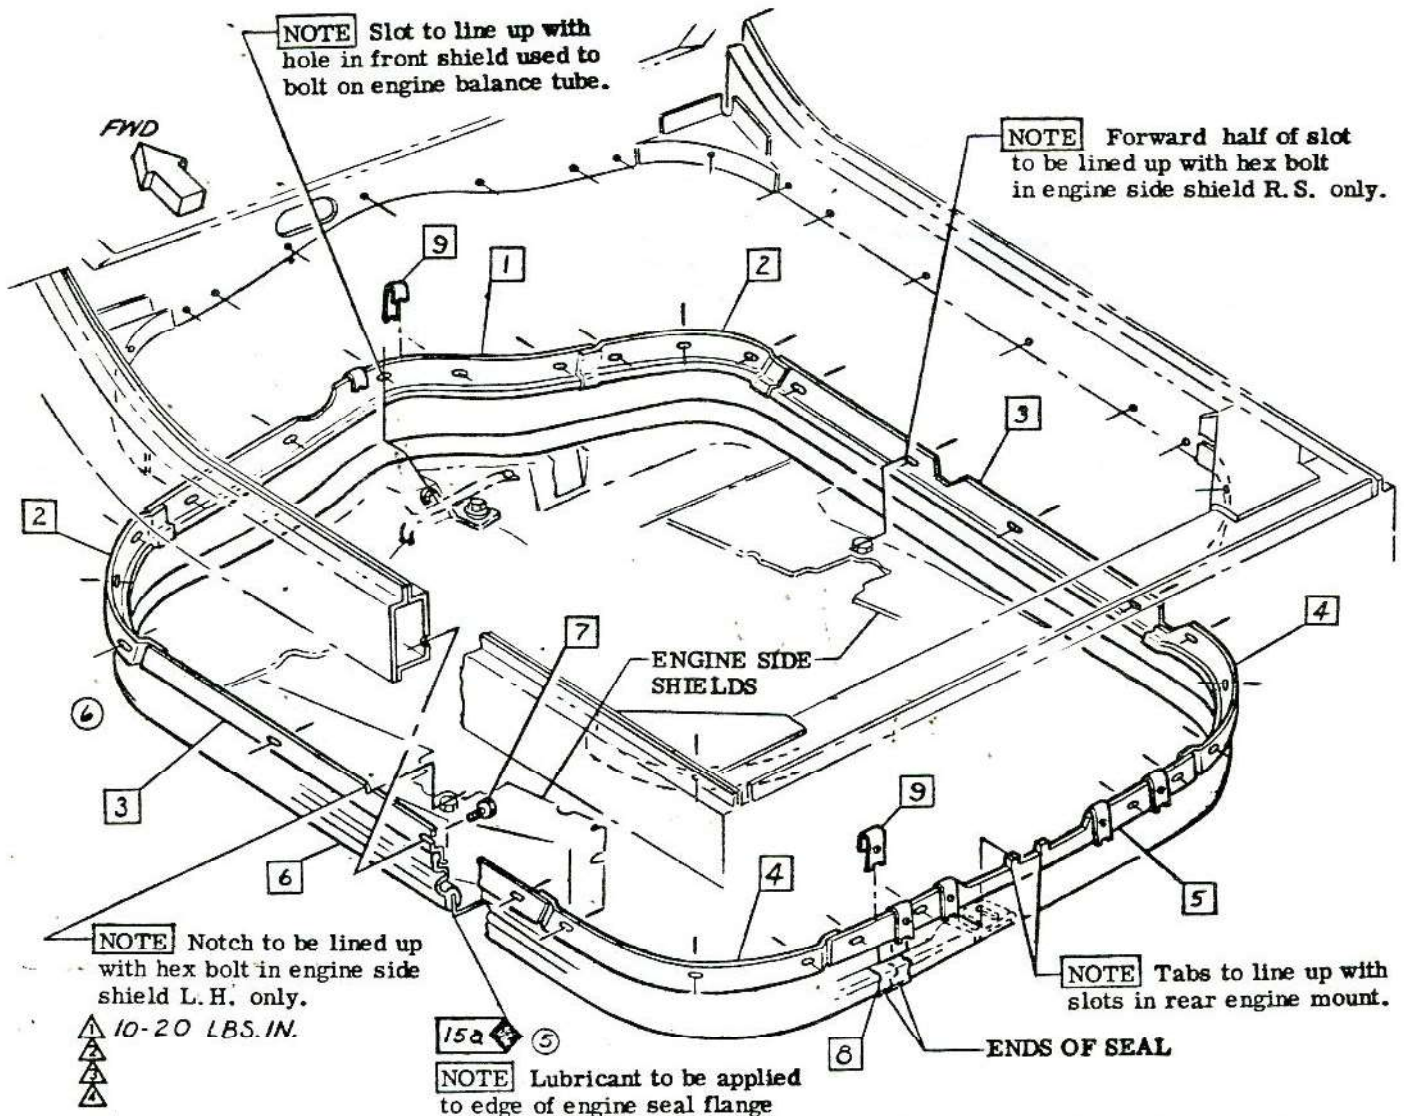 NOTE Slot to line up with
hole in front shield used to
bolt on engine balance tube.
FWD
NOTE Forward half of slot
to be lined up with hex bolt
in engine side shield R.S. only.
9
1
2
3
2
7
ENGINE SIDE
SHIELDS
4
6
3
6
9
4
5
NOTE Notch to be lined up
with hex bolt in engine side
shield L.H. only.
1 10-20 LBS.IN.
2
3
4
NOTE Tabs to line up with
slots in rear engine mount.
15a 5
8
ENDS OF SEAL
NOTE Lubricant to be applied
to edge of engine seal flange